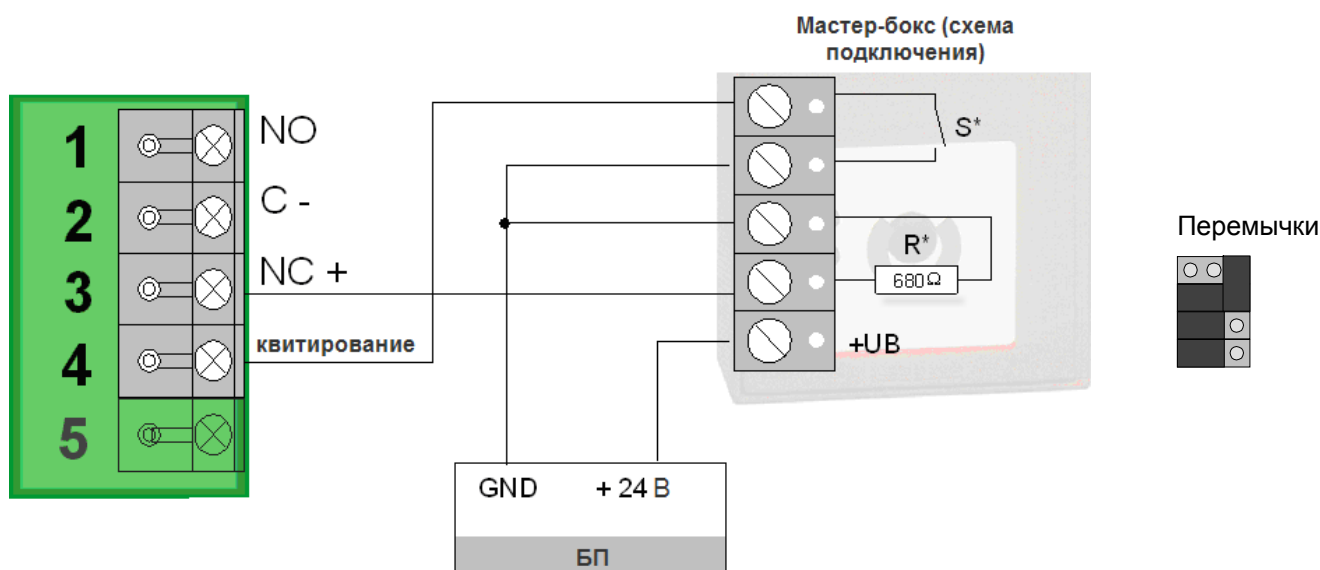 Мастер-бокс (схема
подключения)
1
NO
S*
2
C -
Перемычки
R*
3
NC +
680Ω
4
квитирование
+UB
5
GND + 24 В
БП